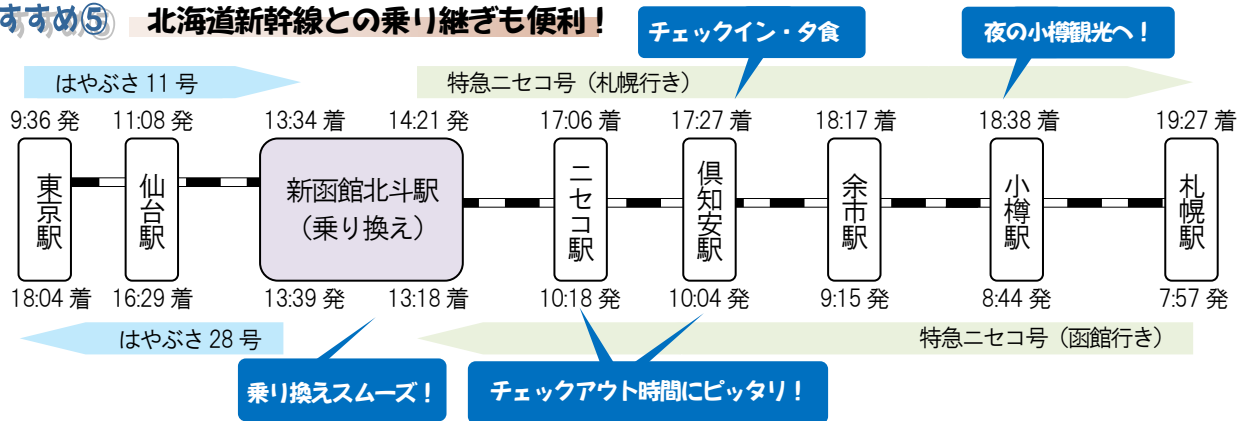 すすめ⑤ 北海道新幹線との乗り継ぎも便利！
チェックイン・夕食
夜の小樽観光へ！
はやぶさ 11 号
特急ニセコ号（札幌行き）
9:36 発 11:08 発 13:34 着 14:21 発 17:06 着 17:27 着 18:17 着 18:38 着 19:27 着
東京駅
仙台駅
新函館北斗駅
（乗り換え）
ニセコ駅
倶知安駅
余市駅
小樽駅
札幌駅
18:04 着 16:29 着 13:39 発 13:18 着 10:18 発 10:04 発 9:15 発 8:44 発 7:57 発
はやぶさ 28 号
特急ニセコ号（函館行き）
乗り換えスムーズ！
チェックアウト時間にピッタリ！